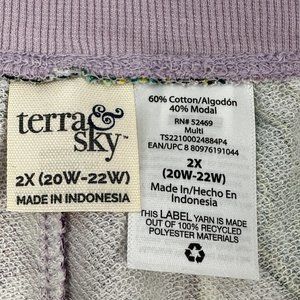 terra &
sky™
2X (20W-22W)
MADE IN INDONESIA
60% Cotton/Algodón
40% Modal
RN# 52469
Multi
TS22100024884P4
EAN/UPC 8 80976191044
2X
(20W-22W)
Made In/Hecho En
Indonesia
THIS LABEL YARN IS MADE
OUT OF 100% RECYCLED
POLYESTER MATERIALS